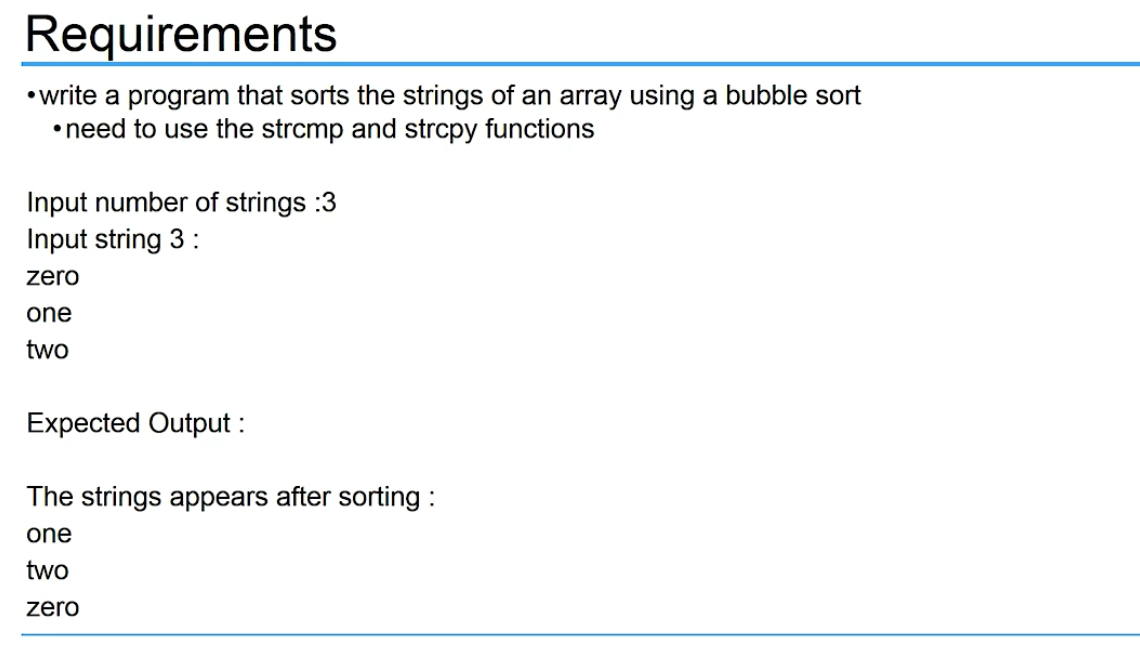 Requirements
•write a program that sorts the strings of an array using a bubble sort
•need to use the strcmp and strcpy functions
Input number of strings :3
Input string 3 :
zero
one
two
Expected Output :
The strings appears after sorting :
one
two
zero